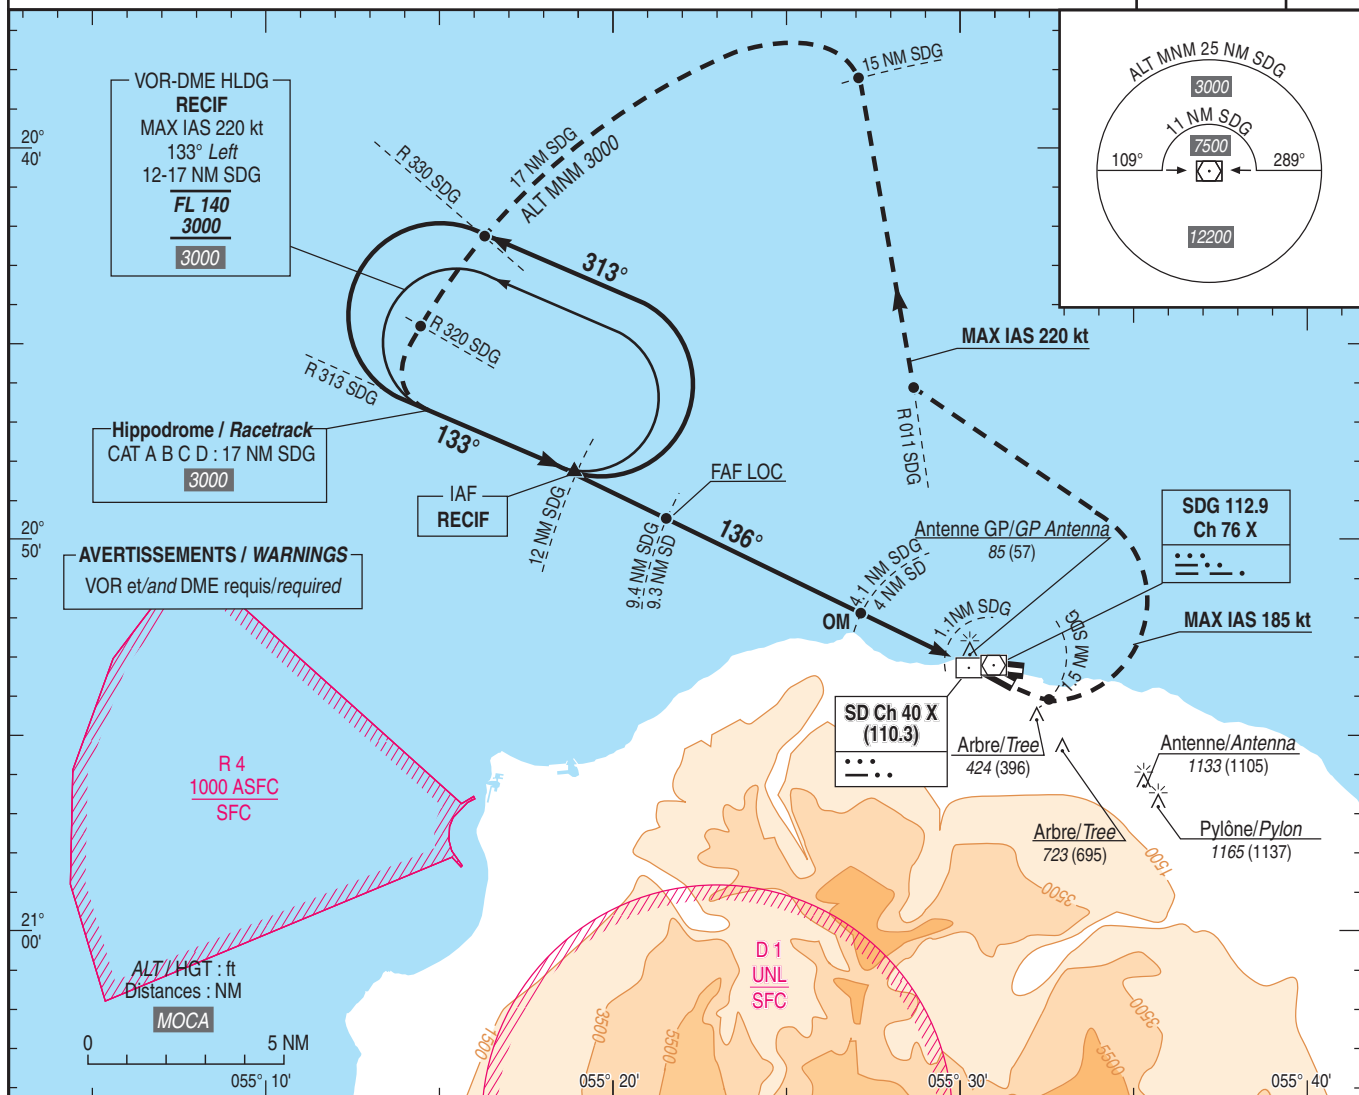 VOR-DME HLDG
RECIF
MAX IAS 220 kt
133° Left
12-17 NM SDG
FL 140
3000
3000
15 NM SDG
ALT MNM 25 NM SDG
3000
11 NM SDG
7500
109°
289°
12200
20°
40'
R 330 SDG
17 NM SDG
ALT MNM 3000
313°
R 320 SDG
R 313 SDG
MAX IAS 220 kt
Hippodrome / Racetrack
CAT A B C D : 17 NM SDG
3000
133°
R 011 SDG
IAF
RECIF
12 NM SDG
FAF LOC
9.4 NM SDG
9.3 NM SD
136°
Antenne GP/GP Antenna
85 (57)
SDG 112.9
Ch 76 X
20°
50'
AVERTISSEMENTS / WARNINGS
VOR et/and DME requis/required
4.1 NM SDG
4 NM SD
OM
1.1NM SDG
1.5 NM SDG
MAX IAS 185 kt
SD Ch 40 X
(110.3)
Arbre/Tree
424 (396)
Antenne/Antenna
1133 (1105)
R 4
1000 ASFC
SFC
Arbre/Tree
723 (695)
Pylône/Pylon
1165 (1137)
1500
3500
21°
00'
D 1
UNL
SFC
ALT / HGT : ft
Distances : NM
MOCA
0 5 NM
1500
3500
5500
3500
5500
055° 10'
055° 20'
055° 30'
055° 40'